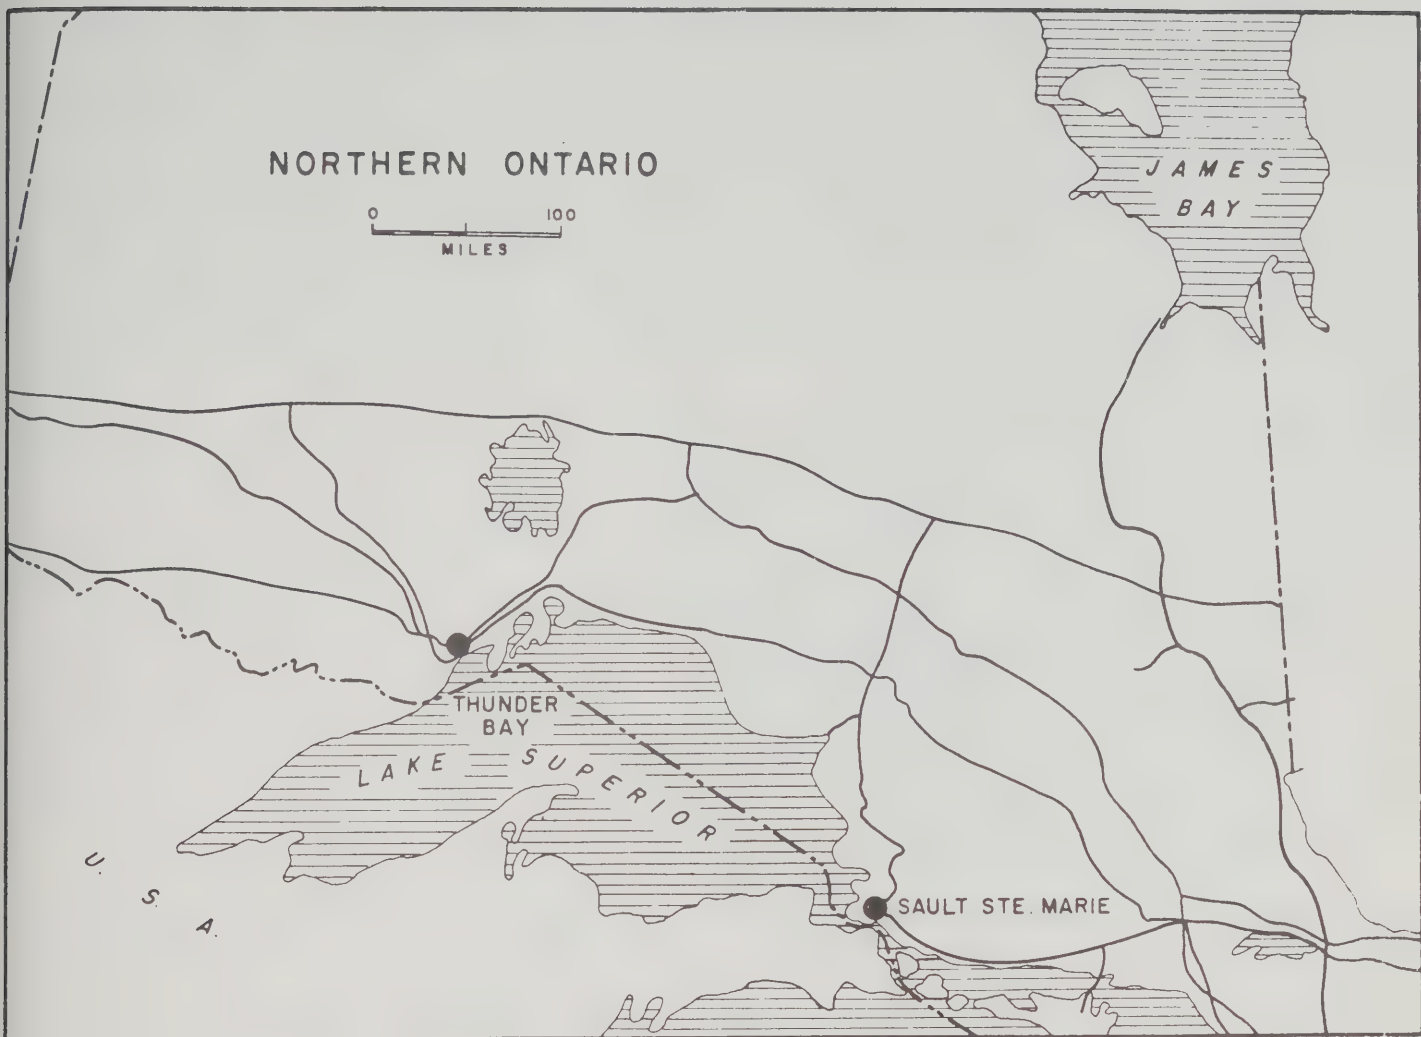 NORTHERN ONTARIO
0 100
MILES
JAMES
BAY
THUNDER
BAY
LAKE SUPERIOR
U. S. A.
SAULT STE. MARIE